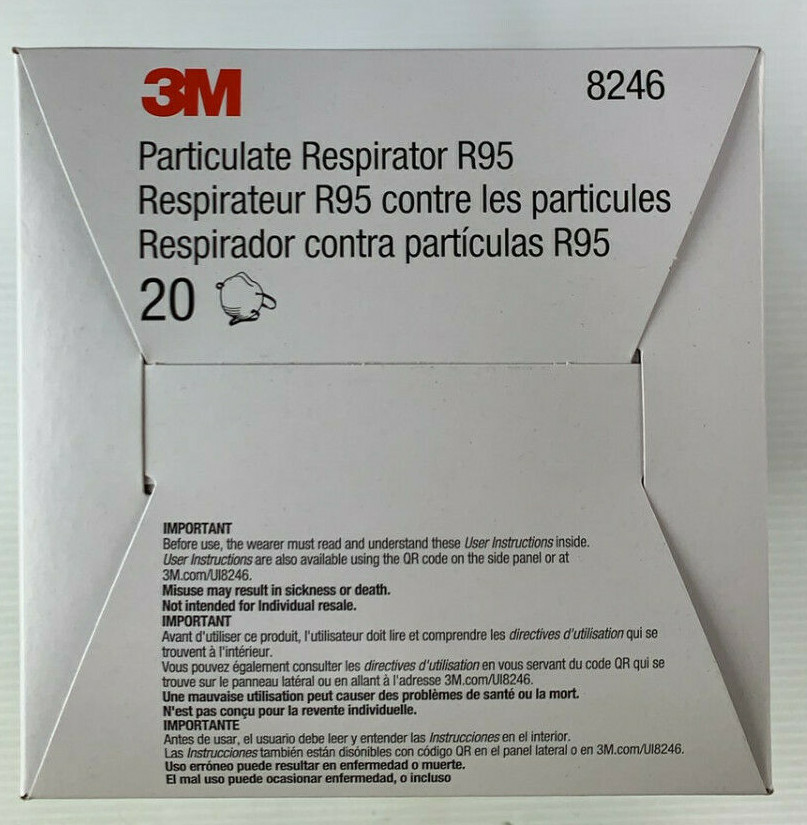 3M
8246
Particulate Respirator R95
Respirateur R95 contre les particules
Respirador contra partículas R95
20
IMPORTANT
Before use, the wearer must read and understand these User Instructions inside.
User Instructions are also available using the QR code on the side panel or at
3M.com/UI8246.
Misuse may result in sickness or death.
Not intended for Individual resale.
IMPORTANT
Avant d'utiliser ce produit, l'utilisateur doit lire et comprendre les directives d'utilisation qui se
trouvent à l'intérieur.
Vous pouvez également consulter les directives d'utilisation en vous servant du code QR qui se
trouve sur le panneau latéral ou en allant à l'adresse 3M.com/UI8246.
Une mauvaise utilisation peut causer des problèmes de santé ou la mort.
N'est pas conçu pour la revente individuelle.
IMPORTANTE
Antes de usar, el usuario debe leer y entender las Instrucciones en el interior.
Las Instrucciones también están disónibles con código QR en el panel lateral o en 3M.com/UI8246.
Uso erróneo puede resultar en enfermedad o muerte.
El mal uso puede ocasionar enfermedad, o incluso